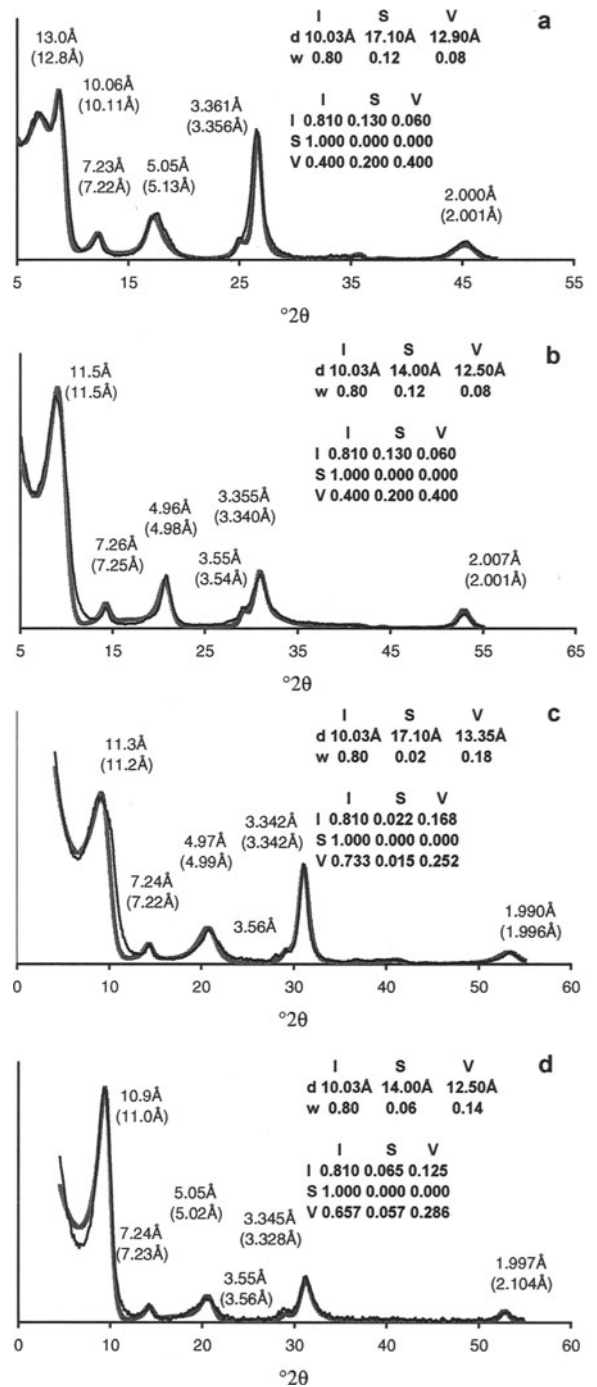 a
I S V
d 10.03Å 17.10Å 12.90Å
w 0.80 0.12 0.08
I S V
I 0.810 0.130 0.060
S 1.000 0.000 0.000
V 0.400 0.200 0.400
13.0Å
(12.8Å)
10.06Å
(10.11Å)
7.23Å
(7.22Å)
5.05Å
(5.13Å)
3.361Å
(3.356Å)
2.000Å
(2.001Å)
5 15 25 35 45 55
°2θ
b
I S V
d 10.03Å 14.00Å 12.50Å
w 0.80 0.12 0.08
I S V
I 0.810 0.130 0.060
S 1.000 0.000 0.000
V 0.400 0.200 0.400
11.5Å
(11.5Å)
7.26Å
(7.25Å)
4.96Å
(4.98Å)
3.55Å
(3.54Å)
3.355Å
(3.340Å)
2.007Å
(2.001Å)
5 15 25 35 45 55 65
°2θ
c
I S V
d 10.03Å 17.10Å 13.35Å
w 0.80 0.02 0.18
I S V
I 0.810 0.022 0.168
S 1.000 0.000 0.000
V 0.733 0.015 0.252
11.3Å
(11.2Å)
7.24Å
(7.22Å)
4.97Å
(4.99Å)
3.56Å
3.342Å
(3.342Å)
1.990Å
(1.996Å)
0 10 20 30 40 50 60
°2θ
d
I S V
d 10.03Å 14.00Å 12.50Å
w 0.80 0.06 0.14
I S V
I 0.810 0.065 0.125
S 1.000 0.000 0.000
V 0.657 0.057 0.286
10.9Å
(11.0Å)
7.24Å
(7.23Å)
5.05Å
(5.02Å)
3.55Å
(3.56Å)
3.345Å
(3.328Å)
1.997Å
(2.104Å)
0 10 20 30 40 50 60
°2θ